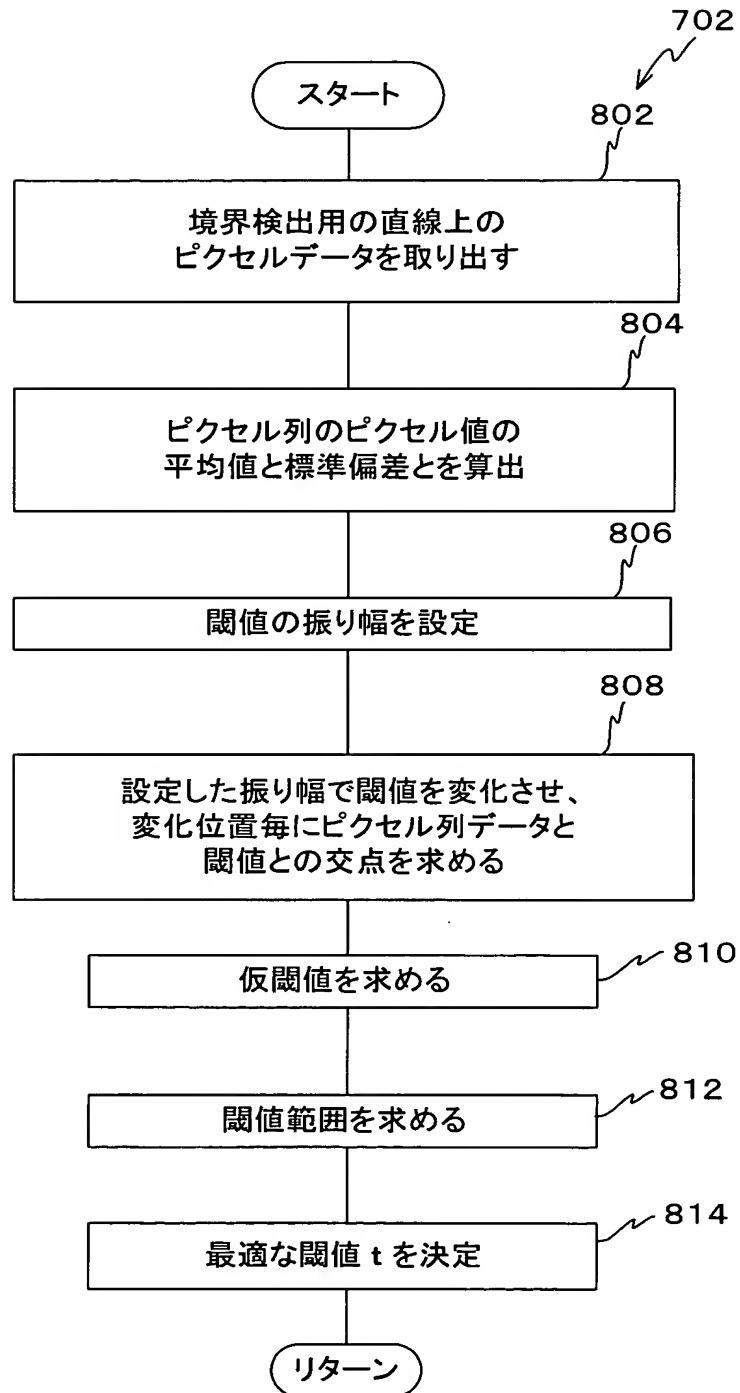 702
スタート
802
境界検出用の直線上の
ピクセルデータを取り出す
804
ピクセル列のピクセル値の
平均値と標準偏差とを算出
806
閾値の振り幅を設定
808
設定した振り幅で閾値を変化させ、
変化位置毎にピクセル列データと
閾値との交点を求める
810
仮閾値を求める
812
閾値範囲を求める
814
最適な閾値 t を決定
リターン